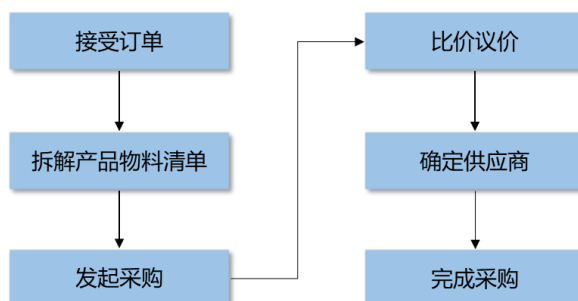 接受订单
拆解产品物料清单
发起采购
比价议价
确定供应商
完成采购